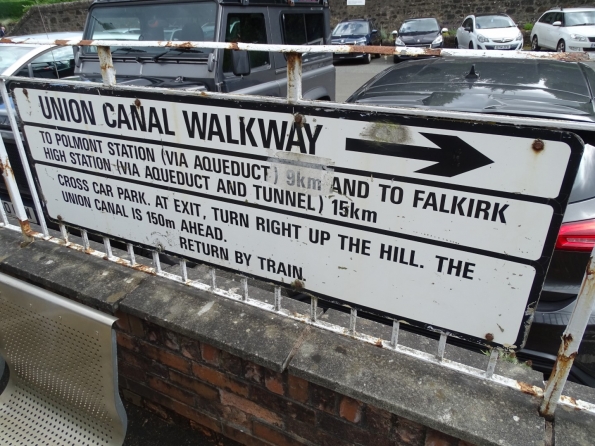 UNION CANAL WALKWAY
TO POLMONT STATION (VIA AQUEDUCT) 9km AND TO FALKIRK
HIGH STATION (VIA AQUEDUCT AND TUNNEL) 15km
CROSS CAR PARK. AT EXIT, TURN RIGHT UP THE HILL. THE
UNION CANAL IS 150m AHEAD.
RETURN BY TRAIN.